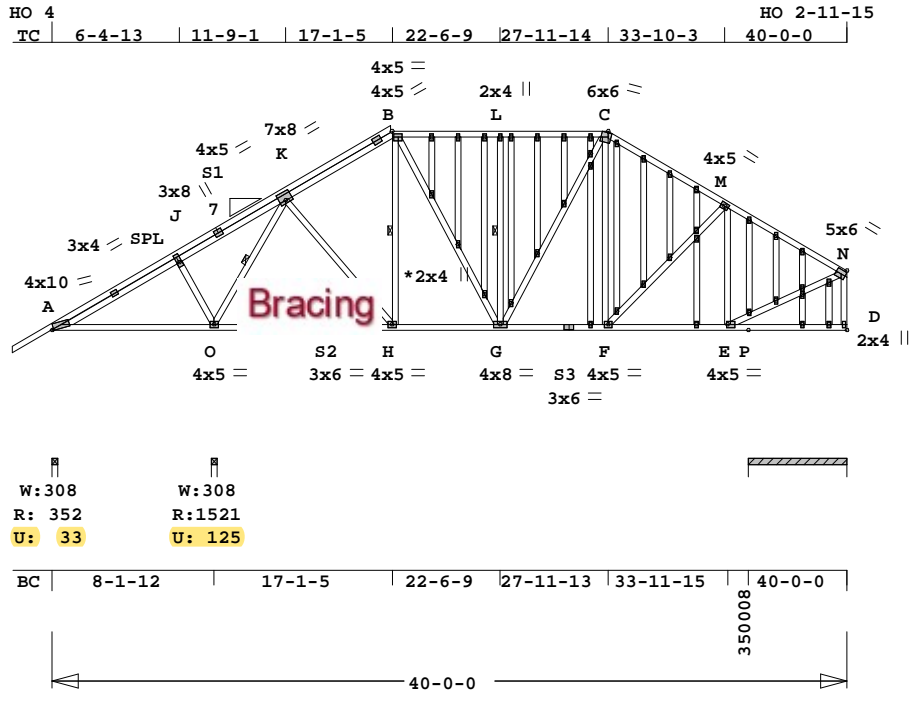 HO 4 HO 2-11-15
TC 6-4-13 11-9-1 17-1-5 22-6-9 27-11-14 33-10-3 40-0-0
4x5
4x5 2x4 6x6
B L C
7x8
K
4x5
S1
4x5
M
3x8
J 7
5x6
N
3x4 SPL
4x10
A
*2x4
Bracing
D
2x4
O S2 H G F E P
4x5 3x6 4x5 4x8 S3 4x5 4x5
3x6
W:308 W:308
R: 352 R:1521
U: 33 U: 125
BC 8-1-12 17-1-5 22-6-9 27-11-13 33-11-15 40-0-0
350008
40-0-0